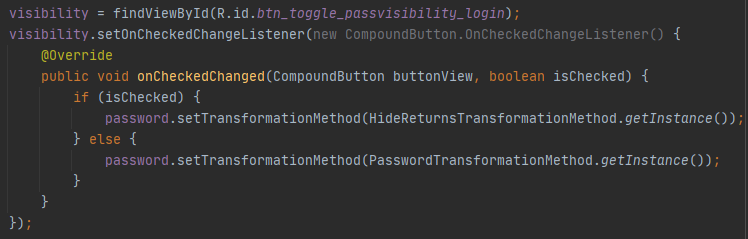 visibility = findViewById(R.id.btn_toggle_passvisibility_login);
visibility.setOnCheckedChangeListener(new CompoundButton.OnCheckedChangeListener() {
    @Override
    public void onCheckedChanged(CompoundButton buttonView, boolean isChecked) {
        if (isChecked) {
            password.setTransformationMethod(HideReturnsTransformationMethod.getInstance());
        } else {
            password.setTransformationMethod(PasswordTransformationMethod.getInstance());
        }
    }
});